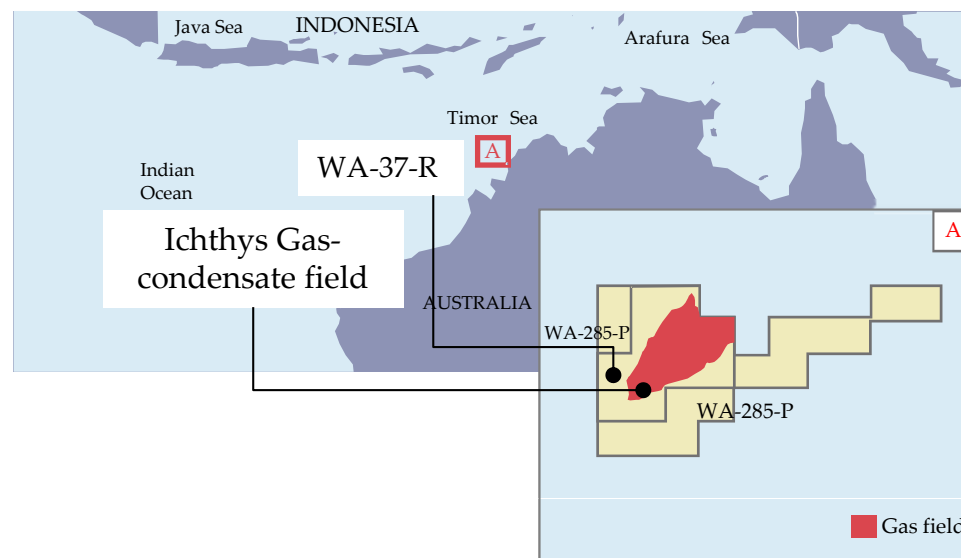 Java Sea
INDONESIA
Arafura Sea
Timor Sea
A
WA-37-R
Indian
Ocean
Ichthys Gas-
condensate field
A
AUSTRALIA
WA-285-P
WA-285-P
Gas field